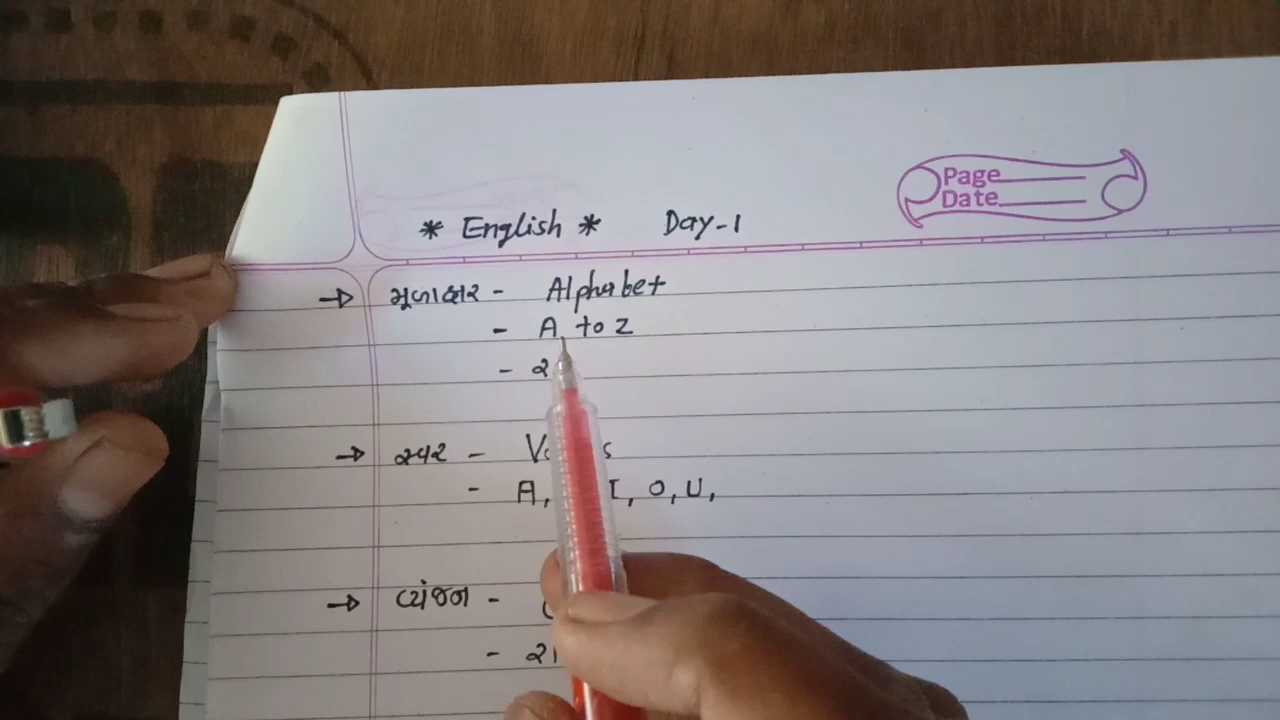 Page
Date
* English * Day-1
→ મૂળાક્ષર - Alphabet
- A to Z
→ સ્વર - 
- A, I, O, U,
→ વ્યંજન -